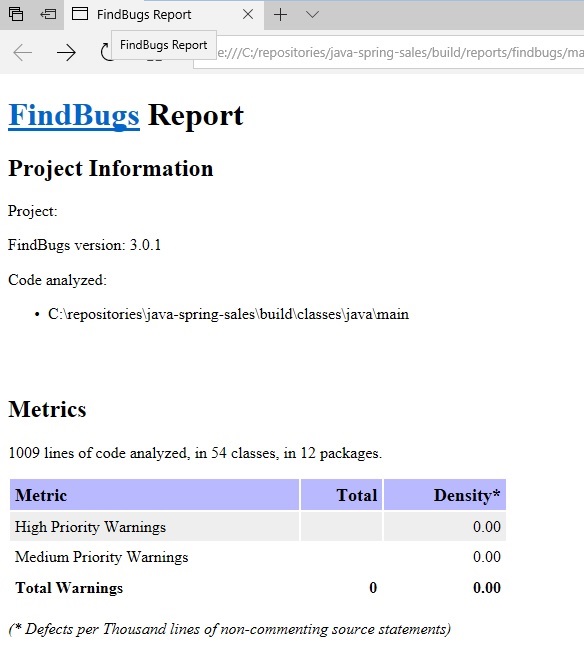 FindBugs Report
FindBugs Report
e:///C:/repositories/java-spring-sales/build/reports/findbugs/ma
FindBugs Report
Project Information
Project:
FindBugs version: 3.0.1
Code analyzed:
• C:\repositories\java-spring-sales\build\classes\java\main
Metrics
1009 lines of code analyzed, in 54 classes, in 12 packages.
Metric Total Density*
High Priority Warnings 0.00
Medium Priority Warnings 0.00
Total Warnings 0 0.00
(* Defects per Thousand lines of non-commenting source statements)